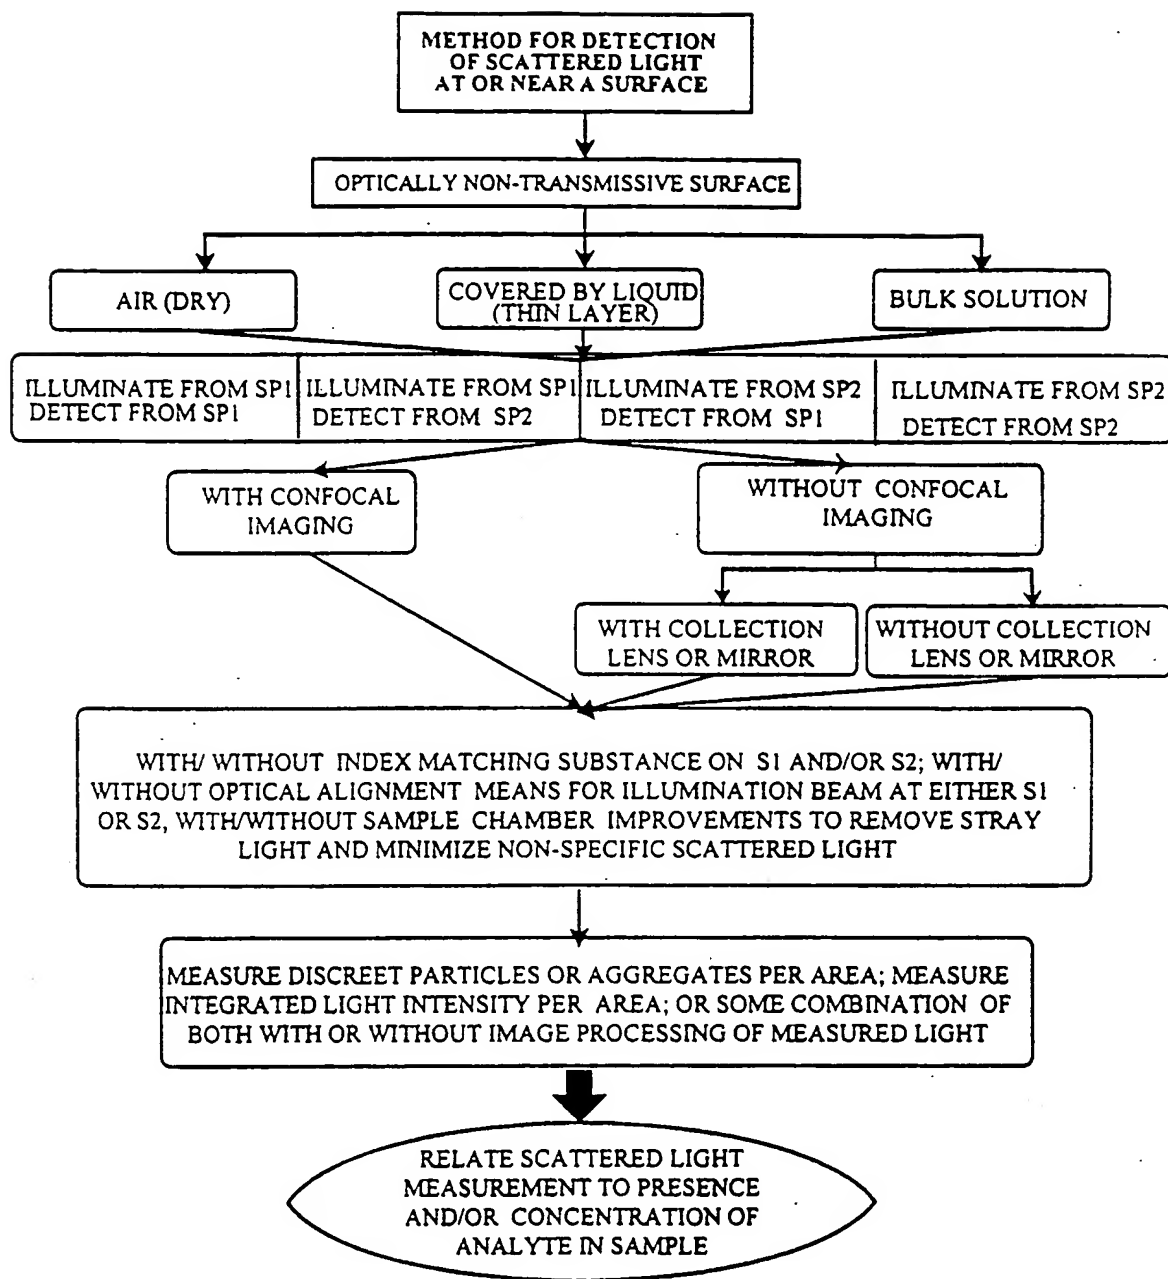 METHOD FOR DETECTION
OF SCATTERED LIGHT
AT OR NEAR A SURFACE
OPTICALLY NON-TRANSMISSIVE SURFACE
AIR (DRY)
COVERED BY LIQUID
(THIN LAYER)
BULK SOLUTION
ILLUMINATE FROM SP1
DETECT FROM SP1
ILLUMINATE FROM SP1
DETECT FROM SP2
ILLUMINATE FROM SP2
DETECT FROM SP1
ILLUMINATE FROM SP2
DETECT FROM SP2
WITH CONFOCAL
IMAGING
WITHOUT CONFOCAL
IMAGING
WITH COLLECTION
LENS OR MIRROR
WITHOUT COLLECTION
LENS OR MIRROR
WITH/ WITHOUT INDEX MATCHING SUBSTANCE ON S1 AND/OR S2; WITH/
WITHOUT OPTICAL ALIGNMENT MEANS FOR ILLUMINATION BEAM AT EITHER S1
OR S2, WITH/WITHOUT SAMPLE CHAMBER IMPROVEMENTS TO REMOVE STRAY
LIGHT AND MINIMIZE NON-SPECIFIC SCATTERED LIGHT
MEASURE DISCREET PARTICLES OR AGGREGATES PER AREA; MEASURE
INTEGRATED LIGHT INTENSITY PER AREA; OR SOME COMBINATION OF
BOTH WITH OR WITHOUT IMAGE PROCESSING OF MEASURED LIGHT
RELATE SCATTERED LIGHT
MEASUREMENT TO PRESENCE
AND/OR CONCENTRATION OF
ANALYTE IN SAMPLE